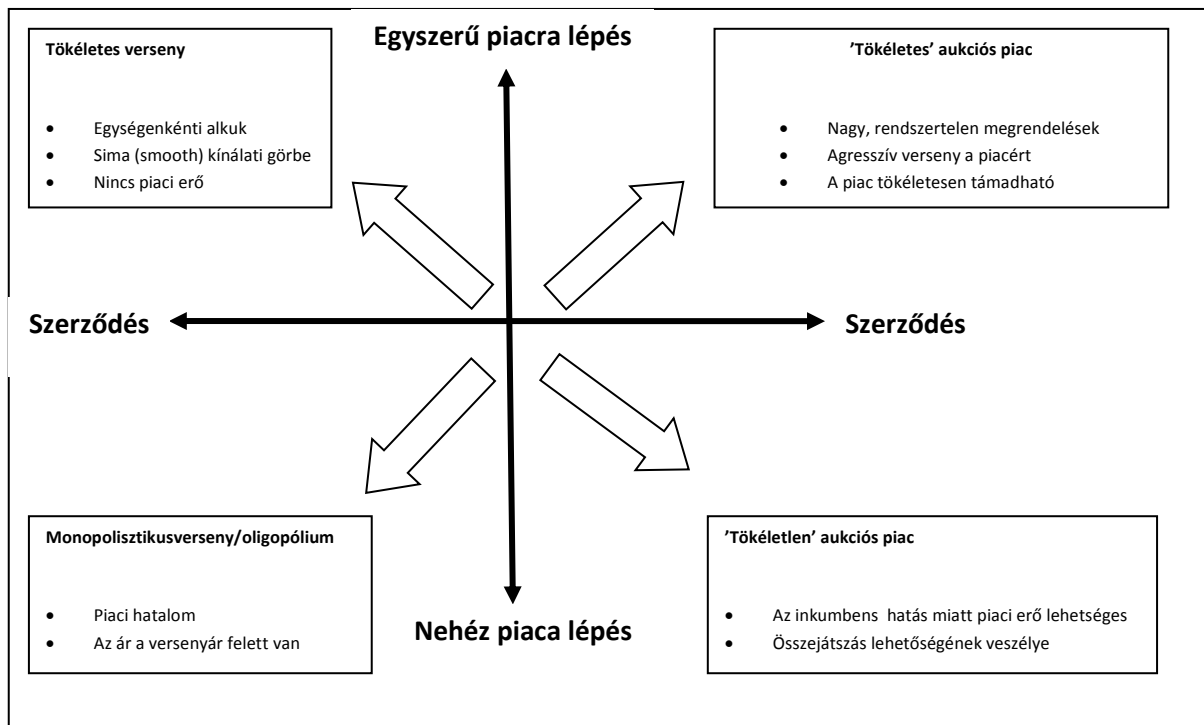 Tökéletes verseny
• Egységenkénti alkuk
• Sima (smooth) kínálati görbe
• Nincs piaci erő
Egyszerű piacra lépés
’Tökéletes’ aukciós piac
• Nagy, rendszertelen megrendelések
• Agresszív verseny a piacért
• A piac tökéletesen támadható
Szerződés
Szerződés
Monopolisztikusverseny/oligopólium
• Piaci hatalom
• Az ár a versenyár felett van
Nehéz piaca lépés
’Tökéletlen’ aukciós piac
• Az inkumbens hatás miatt piaci erő lehetséges
• Összejátszás lehetőségének veszélye